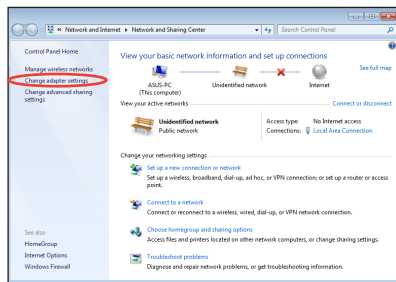 Network and Internet ▸ Network and Sharing Center
Search Control Panel
Control Panel Home
Manage wireless networks
Change adapter settings
Change advanced sharing
settings
See also
HomeGroup
Internet Options
Windows Firewall
View your basic network information and set up connections
See full map
ASUS-PC
(This computer)
Unidentified network
Internet
View your active networks
Connect or disconnect
Unidentified network
Public network
Access type: No Internet access
Connections: Local Area Connection
Change your networking settings
Set up a new connection or network
Set up a wireless, broadband, dial-up, ad hoc, or VPN connection; or set up a router or access
point.
Connect to a network
Connect or reconnect to a wireless, wired, dial-up, or VPN network connection.
Choose homegroup and sharing options
Access files and printers located on other network computers, or change sharing settings.
Troubleshoot problems
Diagnose and repair network problems, or get troubleshooting information.